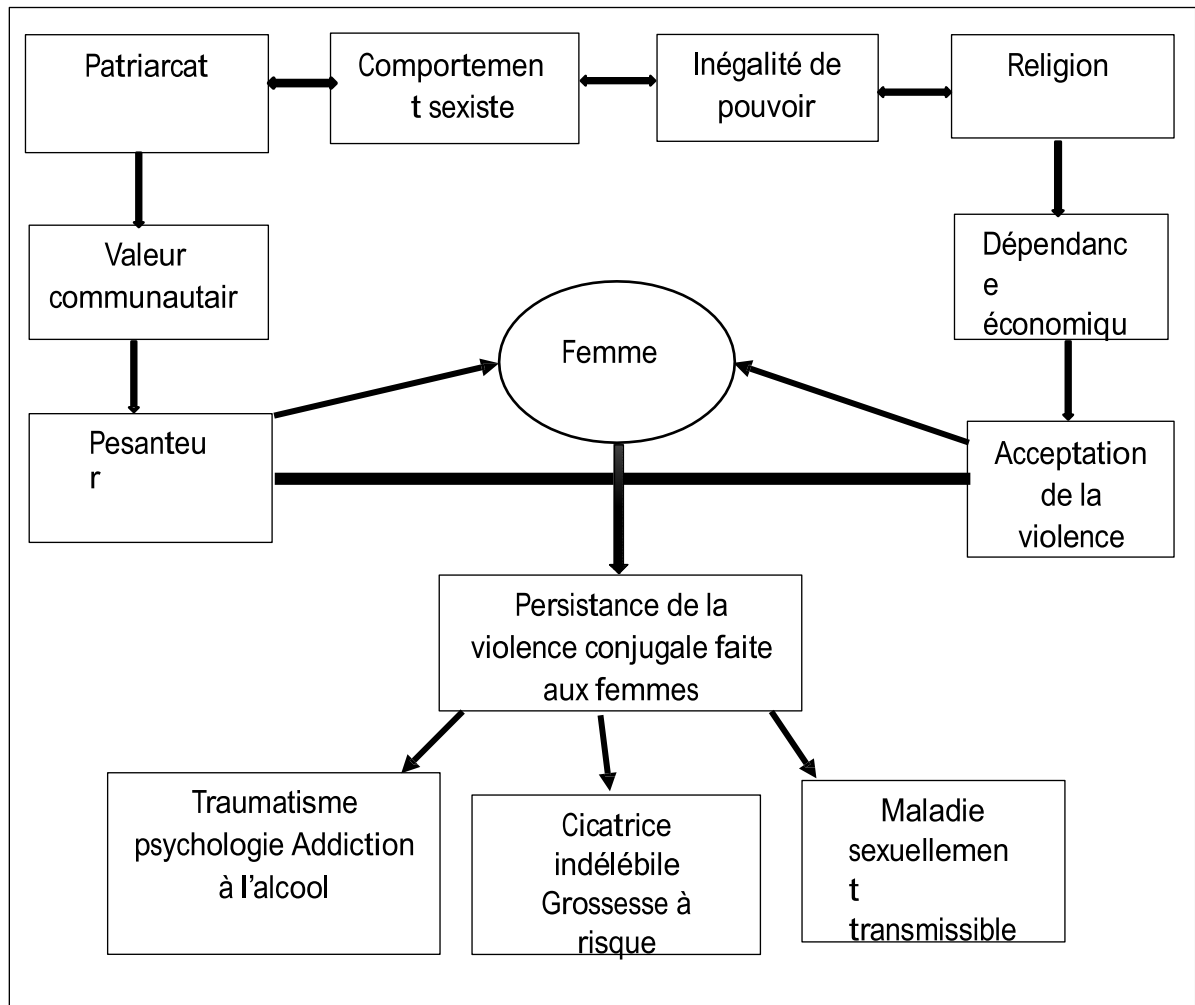 Patriarcat
Comportemen
t sexiste
Inégalité de
pouvoir
Religion
Valeur
communautair
Dépendanc
e
économiqu
Femme
Pesanteu
r
Acceptation
de la
violence
Persistance de la
violence conjugale faite
aux femmes
Traumatisme
psychologie Addiction
à l'alcool
Cicatrice
indélébile
Grossesse à
risque
Maladie
sexuellemen
t
transmissible